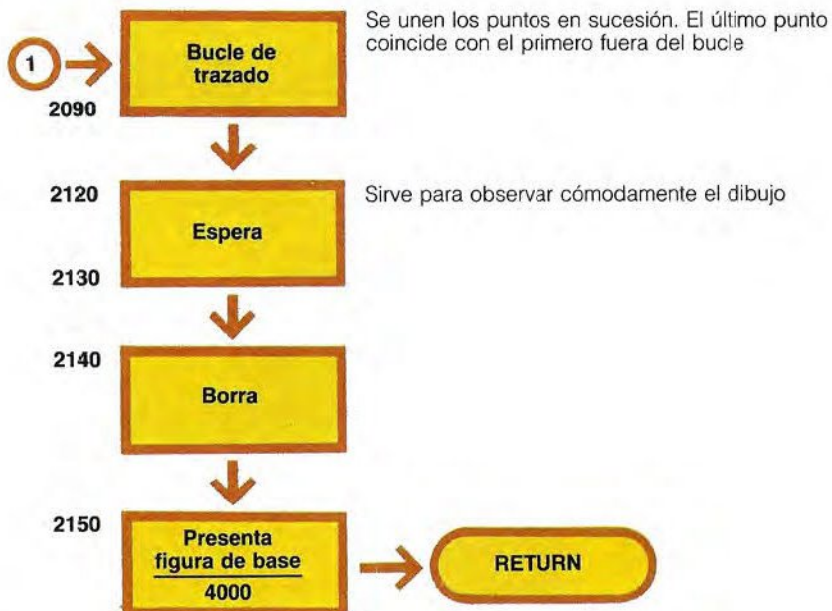 1
Bucle de
trazado
Se unen los puntos en sucesión. El último punto
coincide con el primero fuera del bucle
2090
2120
Espera
Sirve para observar cómodamente el dibujo
2130
2140
Borra
2150
Presenta
figura de base
4000
RETURN